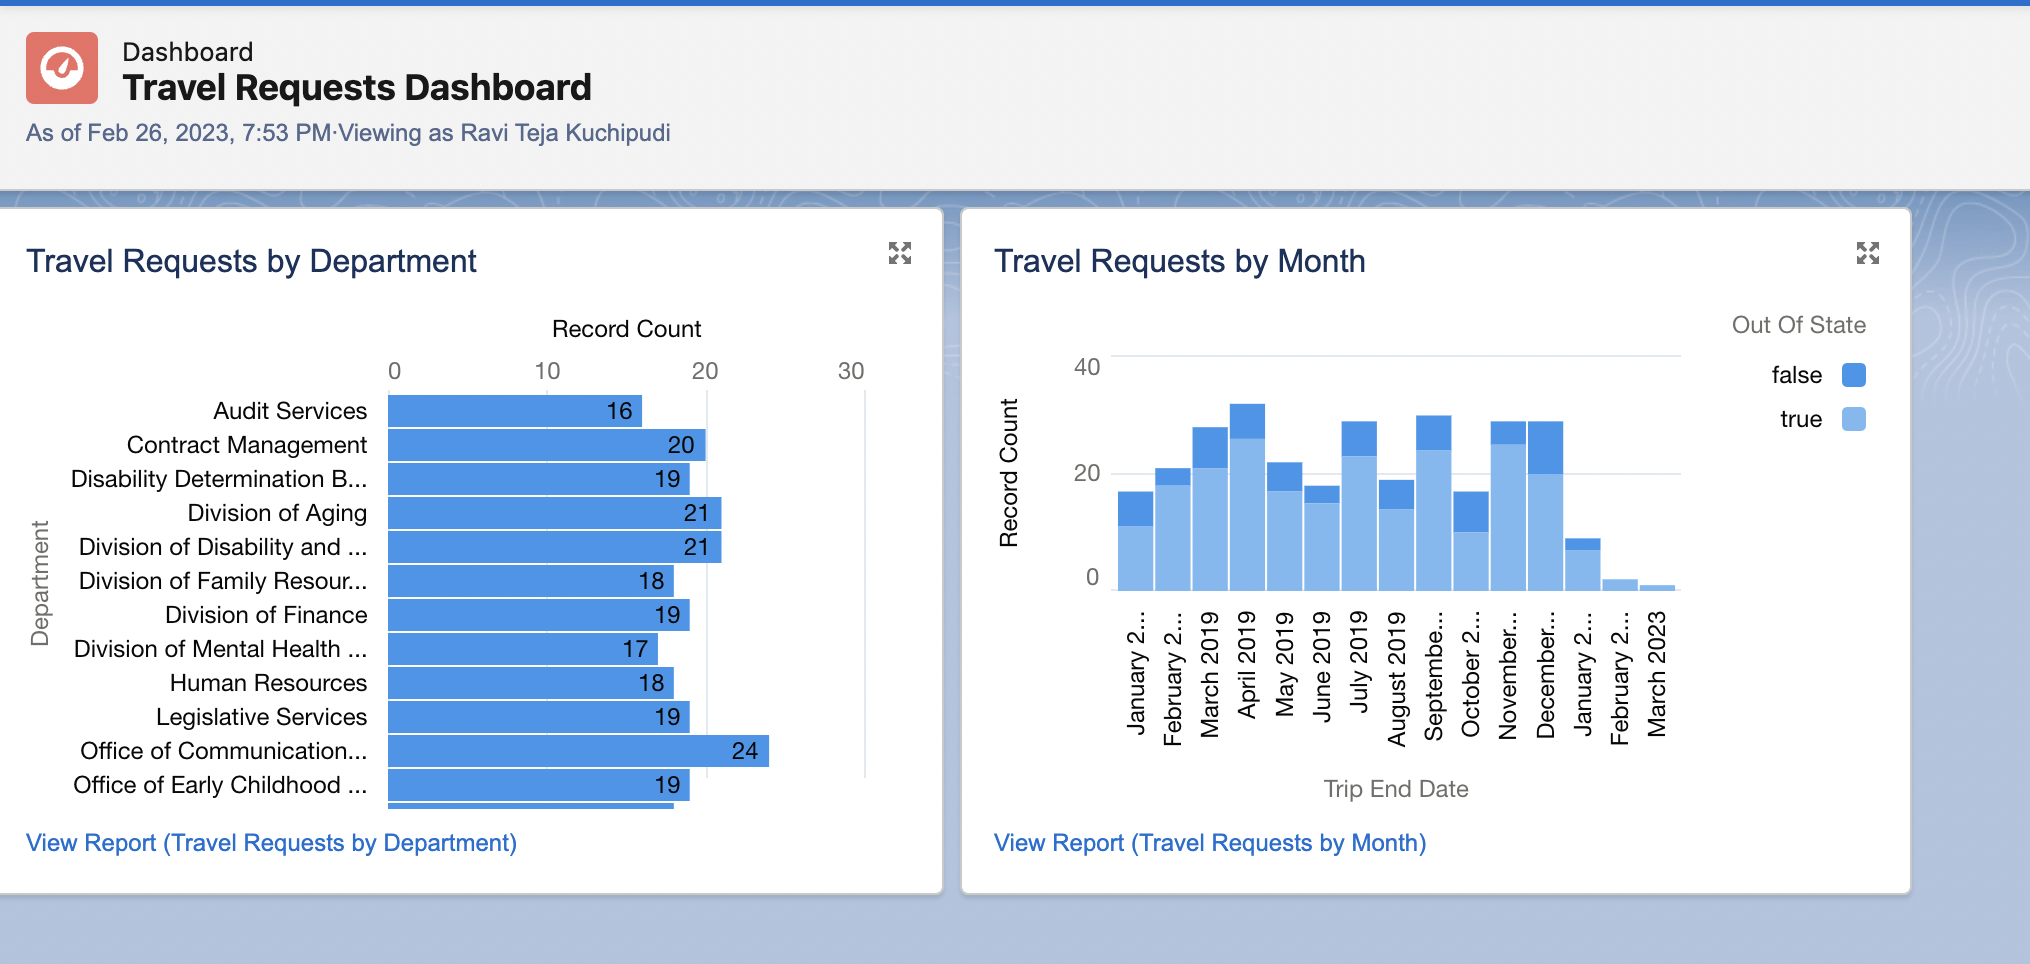 Dashboard
Travel Requests Dashboard
As of Feb 26, 2023, 7:53 PM·Viewing as Ravi Teja Kuchipudi
Travel Requests by Department
Record Count
0 10 20 30
Department
Audit Services 16
Contract Management 20
Disability Determination B... 19
Division of Aging 21
Division of Disability and ... 21
Division of Family Resour... 18
Division of Finance 19
Division of Mental Health ... 17
Human Resources 18
Legislative Services 19
Office of Communication... 24
Office of Early Childhood ... 19
View Report (Travel Requests by Department)
Travel Requests by Month
Out Of State
false
true
Record Count
40
20
0
January 2...
February 2...
March 2019
April 2019
May 2019
June 2019
July 2019
August 2019
Septembe...
October 2...
November...
December...
January 2...
February 2...
March 2023
Trip End Date
View Report (Travel Requests by Month)